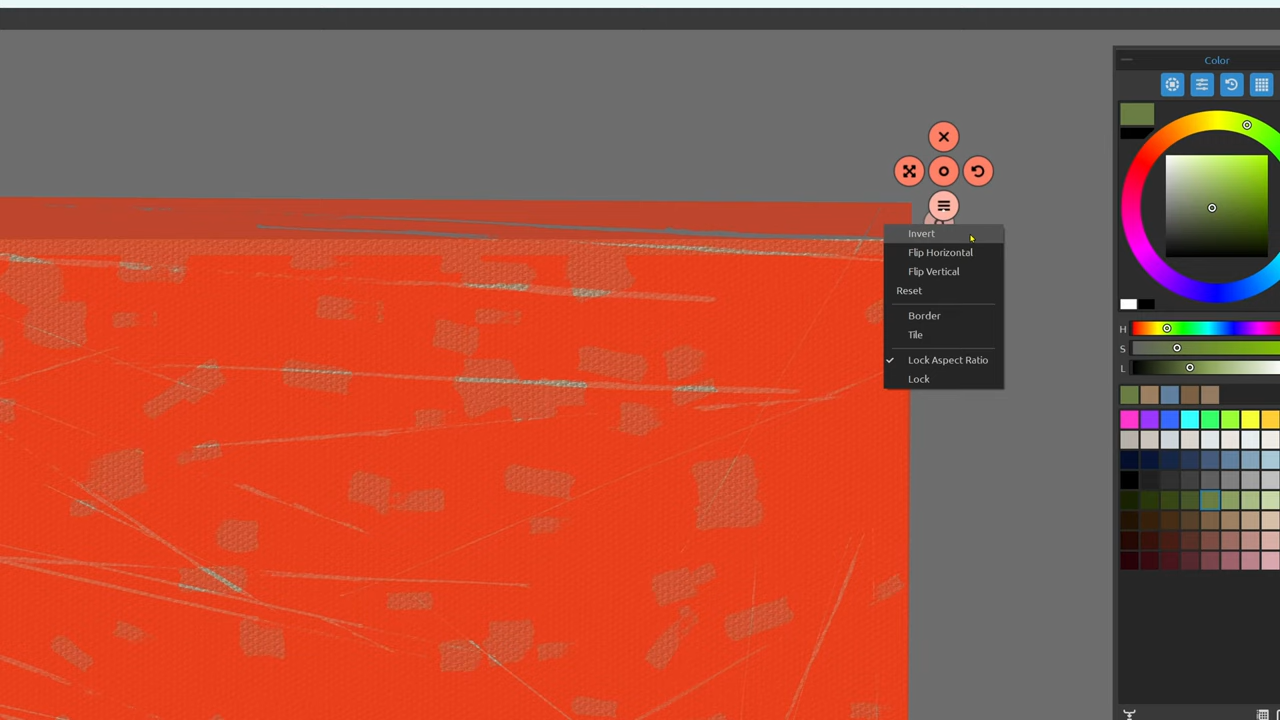 Color
Invert
Flip Horizontal
Flip Vertical
Reset
Border
Tile
Lock Aspect Ratio
Lock
H
S
L